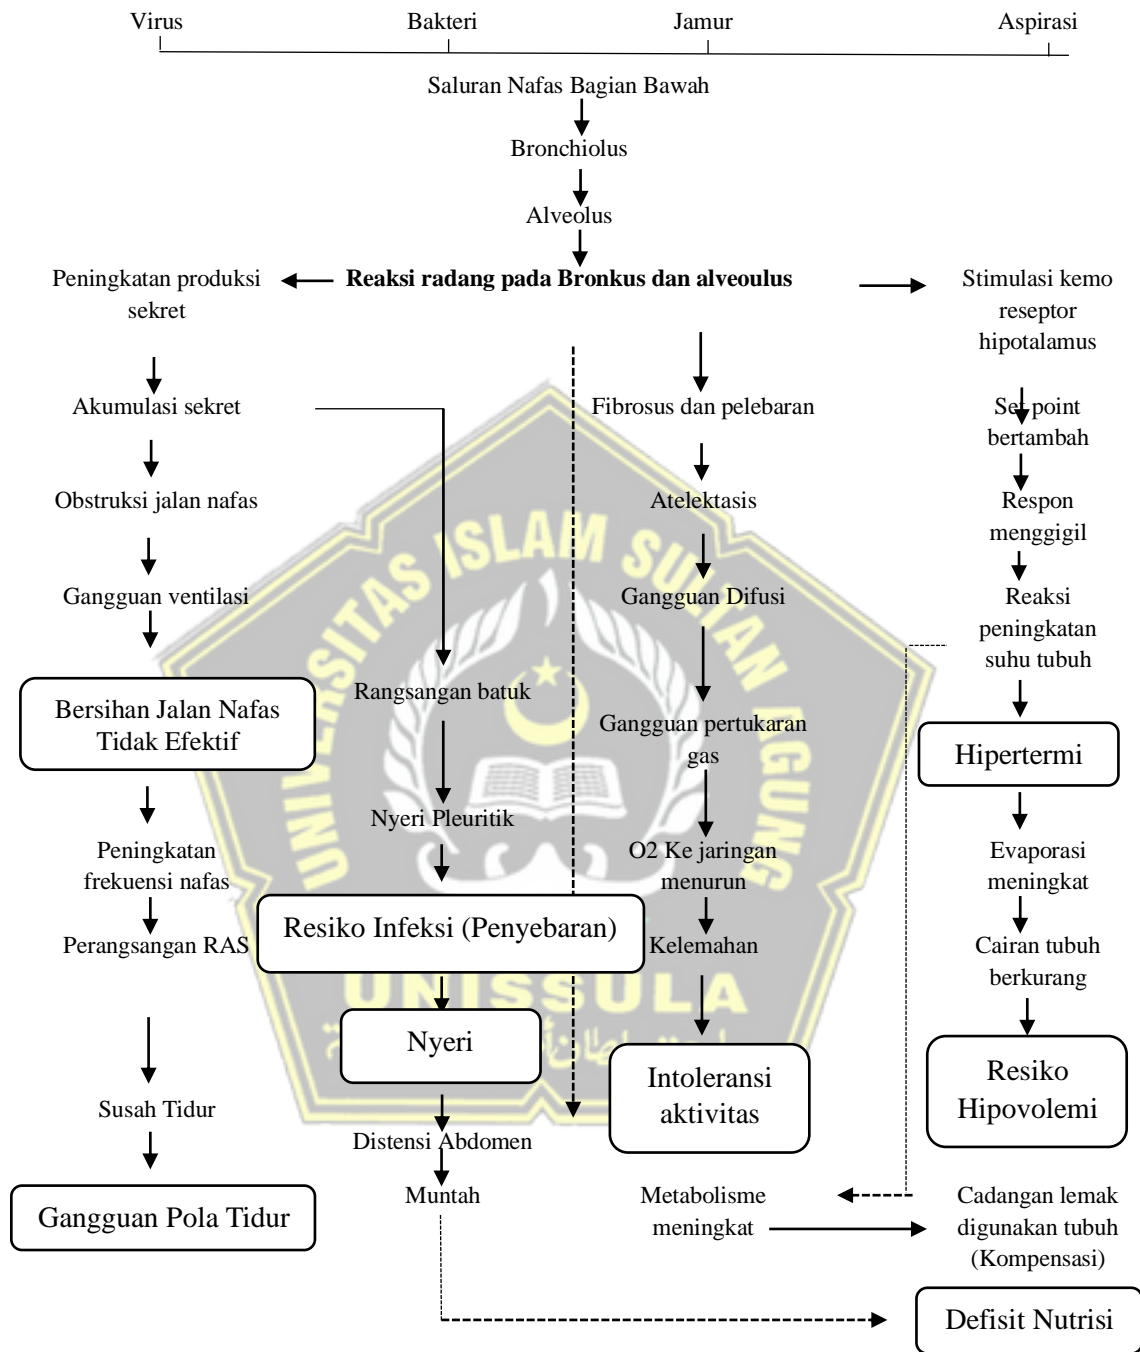 Virus
Bakteri
Jamur
Aspirasi
Saluran Nafas Bagian Bawah
Bronchiolus
Alveolus
Peningkatan produksi
sekret
Reaksi radang pada Bronkus dan alveoulus
Stimulasi kemo
reseptor
hipotalamus
Akumulasi sekret
Fibrosus dan pelebaran
Set point
bertambah
Obstruksi jalan nafas
Atelektasis
Respon
menggigil
Gangguan ventilasi
Gangguan Difusi
Reaksi
peningkatan
suhu tubuh
Bersihan Jalan Nafas
Tidak Efektif
Rangsangan batuk
Gangguan pertukaran
gas
Hipertermi
Peningkatan
frekuensi nafas
Nyeri Pleuritik
O2 Ke jaringan
menurun
Evaporasi
meningkat
Perangsangan RAS
Resiko Infeksi (Penyebaran)
Kelemahan
Cairan tubuh
berkurang
Nyeri
Intoleransi
aktivitas
Resiko
Hipovolemi
Susah Tidur
Distensi Abdomen
Gangguan Pola Tidur
Muntah
Metabolisme
meningkat
Cadangan lemak
digunakan tubuh
(Kompensasi)
Defisit Nutrisi
UNIVERSITAS ISLAM SULTAN AGUNG
UNISSULA